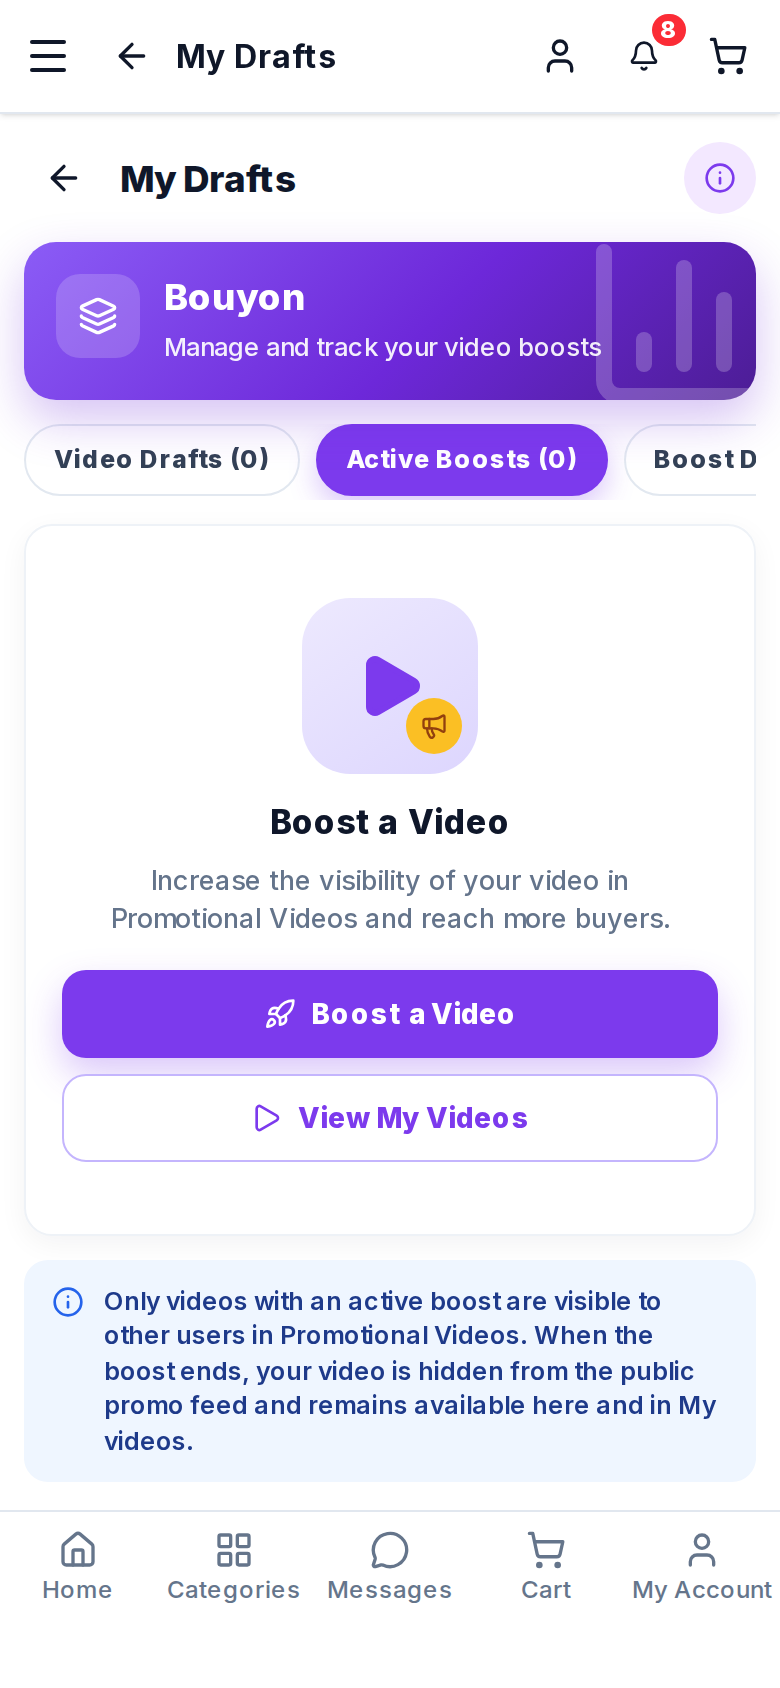 My Drafts
8
My Drafts
Bouyon
Manage and track your video boosts
Video Drafts (0)
Active Boosts (0)
Boost D
Boost a Video
Increase the visibility of your video in
Promotional Videos and reach more buyers.
Boost a Video
View My Videos
Only videos with an active boost are visible to
other users in Promotional Videos. When the
boost ends, your video is hidden from the public
promo feed and remains available here and in My
videos.
Home
Categories
Messages
Cart
My Account